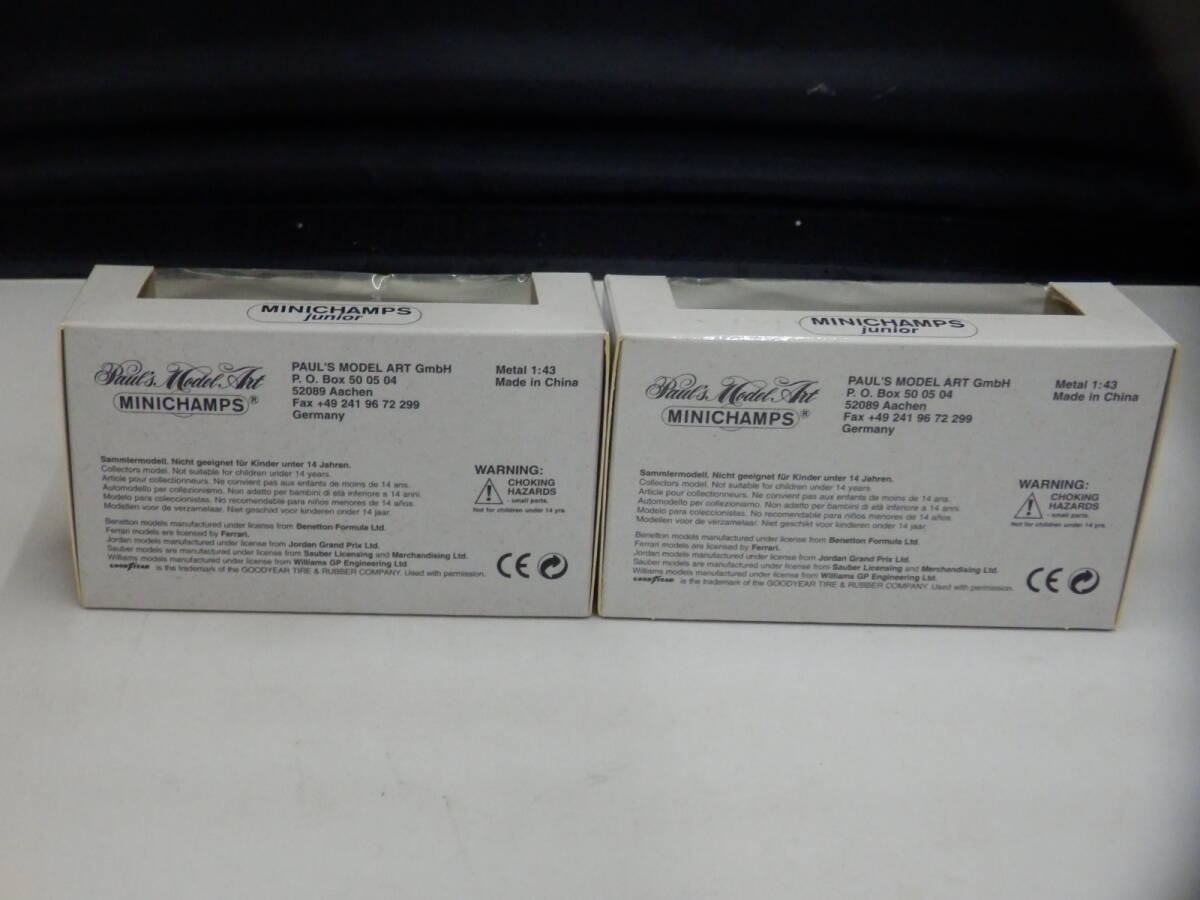 MINICHAMPS
junior
Paul's Model Art
MINICHAMPS®
PAUL'S MODEL ART GmbH
P. O. Box 50 05 04
52089 Aachen
Fax +49 241 96 72 299
Germany
Metal 1:43
Made in China
Sammlermodell. Nicht geeignet für Kinder unter 14 Jahren.
Collectors model. Not suitable for children under 14 years.
Article pour collectionneurs. Ne convient pas aux enfants de moins de 14 ans.
Automodello per collezionismo. Non adatto per bambini di età inferiore a 14 anni.
Modelo para coleccionistas. No recomendable para niños menores de 14 años.
Modellen voor de verzamelaar. Niet geschikt voor kinderen onder 14 jaar.
WARNING:
CHOKING
HAZARDS
- small parts.
Not for children under 14 yrs.
Benetton models manufactured under license from Benetton Formula Ltd.
Ferrari models are licensed by Ferrari.
Jordan models manufactured under license from Jordan Grand Prix Ltd.
Sauber models are manufactured under license from Sauber Licensing and Merchandising Ltd.
Williams models manufactured under license from Williams GP Engineering Ltd.
GOODYEAR is the trademark of the GOODYEAR TIRE & RUBBER COMPANY. Used with permission.
CE
MINICHAMPS
junior
Paul's Model Art
MINICHAMPS®
PAUL'S MODEL ART GmbH
P. O. Box 50 05 04
52089 Aachen
Fax +49 241 96 72 299
Germany
Metal 1:43
Made in China
Sammlermodell. Nicht geeignet für Kinder unter 14 Jahren.
Collectors model. Not suitable for children under 14 years.
Article pour collectionneurs. Ne convient pas aux enfants de moins de 14 ans.
Automodello per collezionismo. Non adatto per bambini di età inferiore a 14 anni.
Modelo para coleccionistas. No recomendable para niños menores de 14 años.
Modellen voor de verzamelaar. Niet geschikt voor kinderen onder 14 jaar.
WARNING:
CHOKING
HAZARDS
- small parts.
Not for children under 14 yrs.
Benetton models manufactured under license from Benetton Formula Ltd.
Ferrari models are licensed by Ferrari.
Jordan models manufactured under license from Jordan Grand Prix Ltd.
Sauber models are manufactured under license from Sauber Licensing and Merchandising Ltd.
Williams models manufactured under license from Williams GP Engineering Ltd.
GOODYEAR is the trademark of the GOODYEAR TIRE & RUBBER COMPANY. Used with permission.
CE